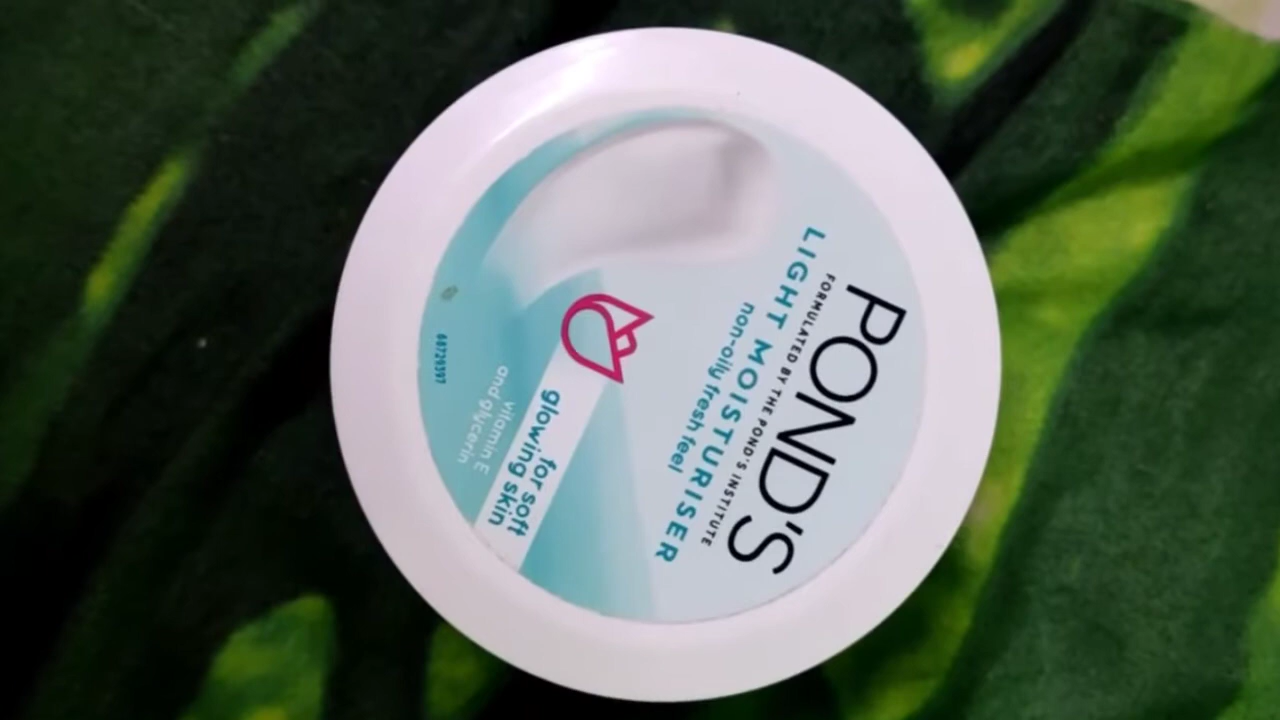 POND'S
FORMULATED BY THE POND'S INSTITUTE
LIGHT MOISTURISER
non-oily fresh feel
for soft
glowing skin
vitamin E
and glycerin
68729397